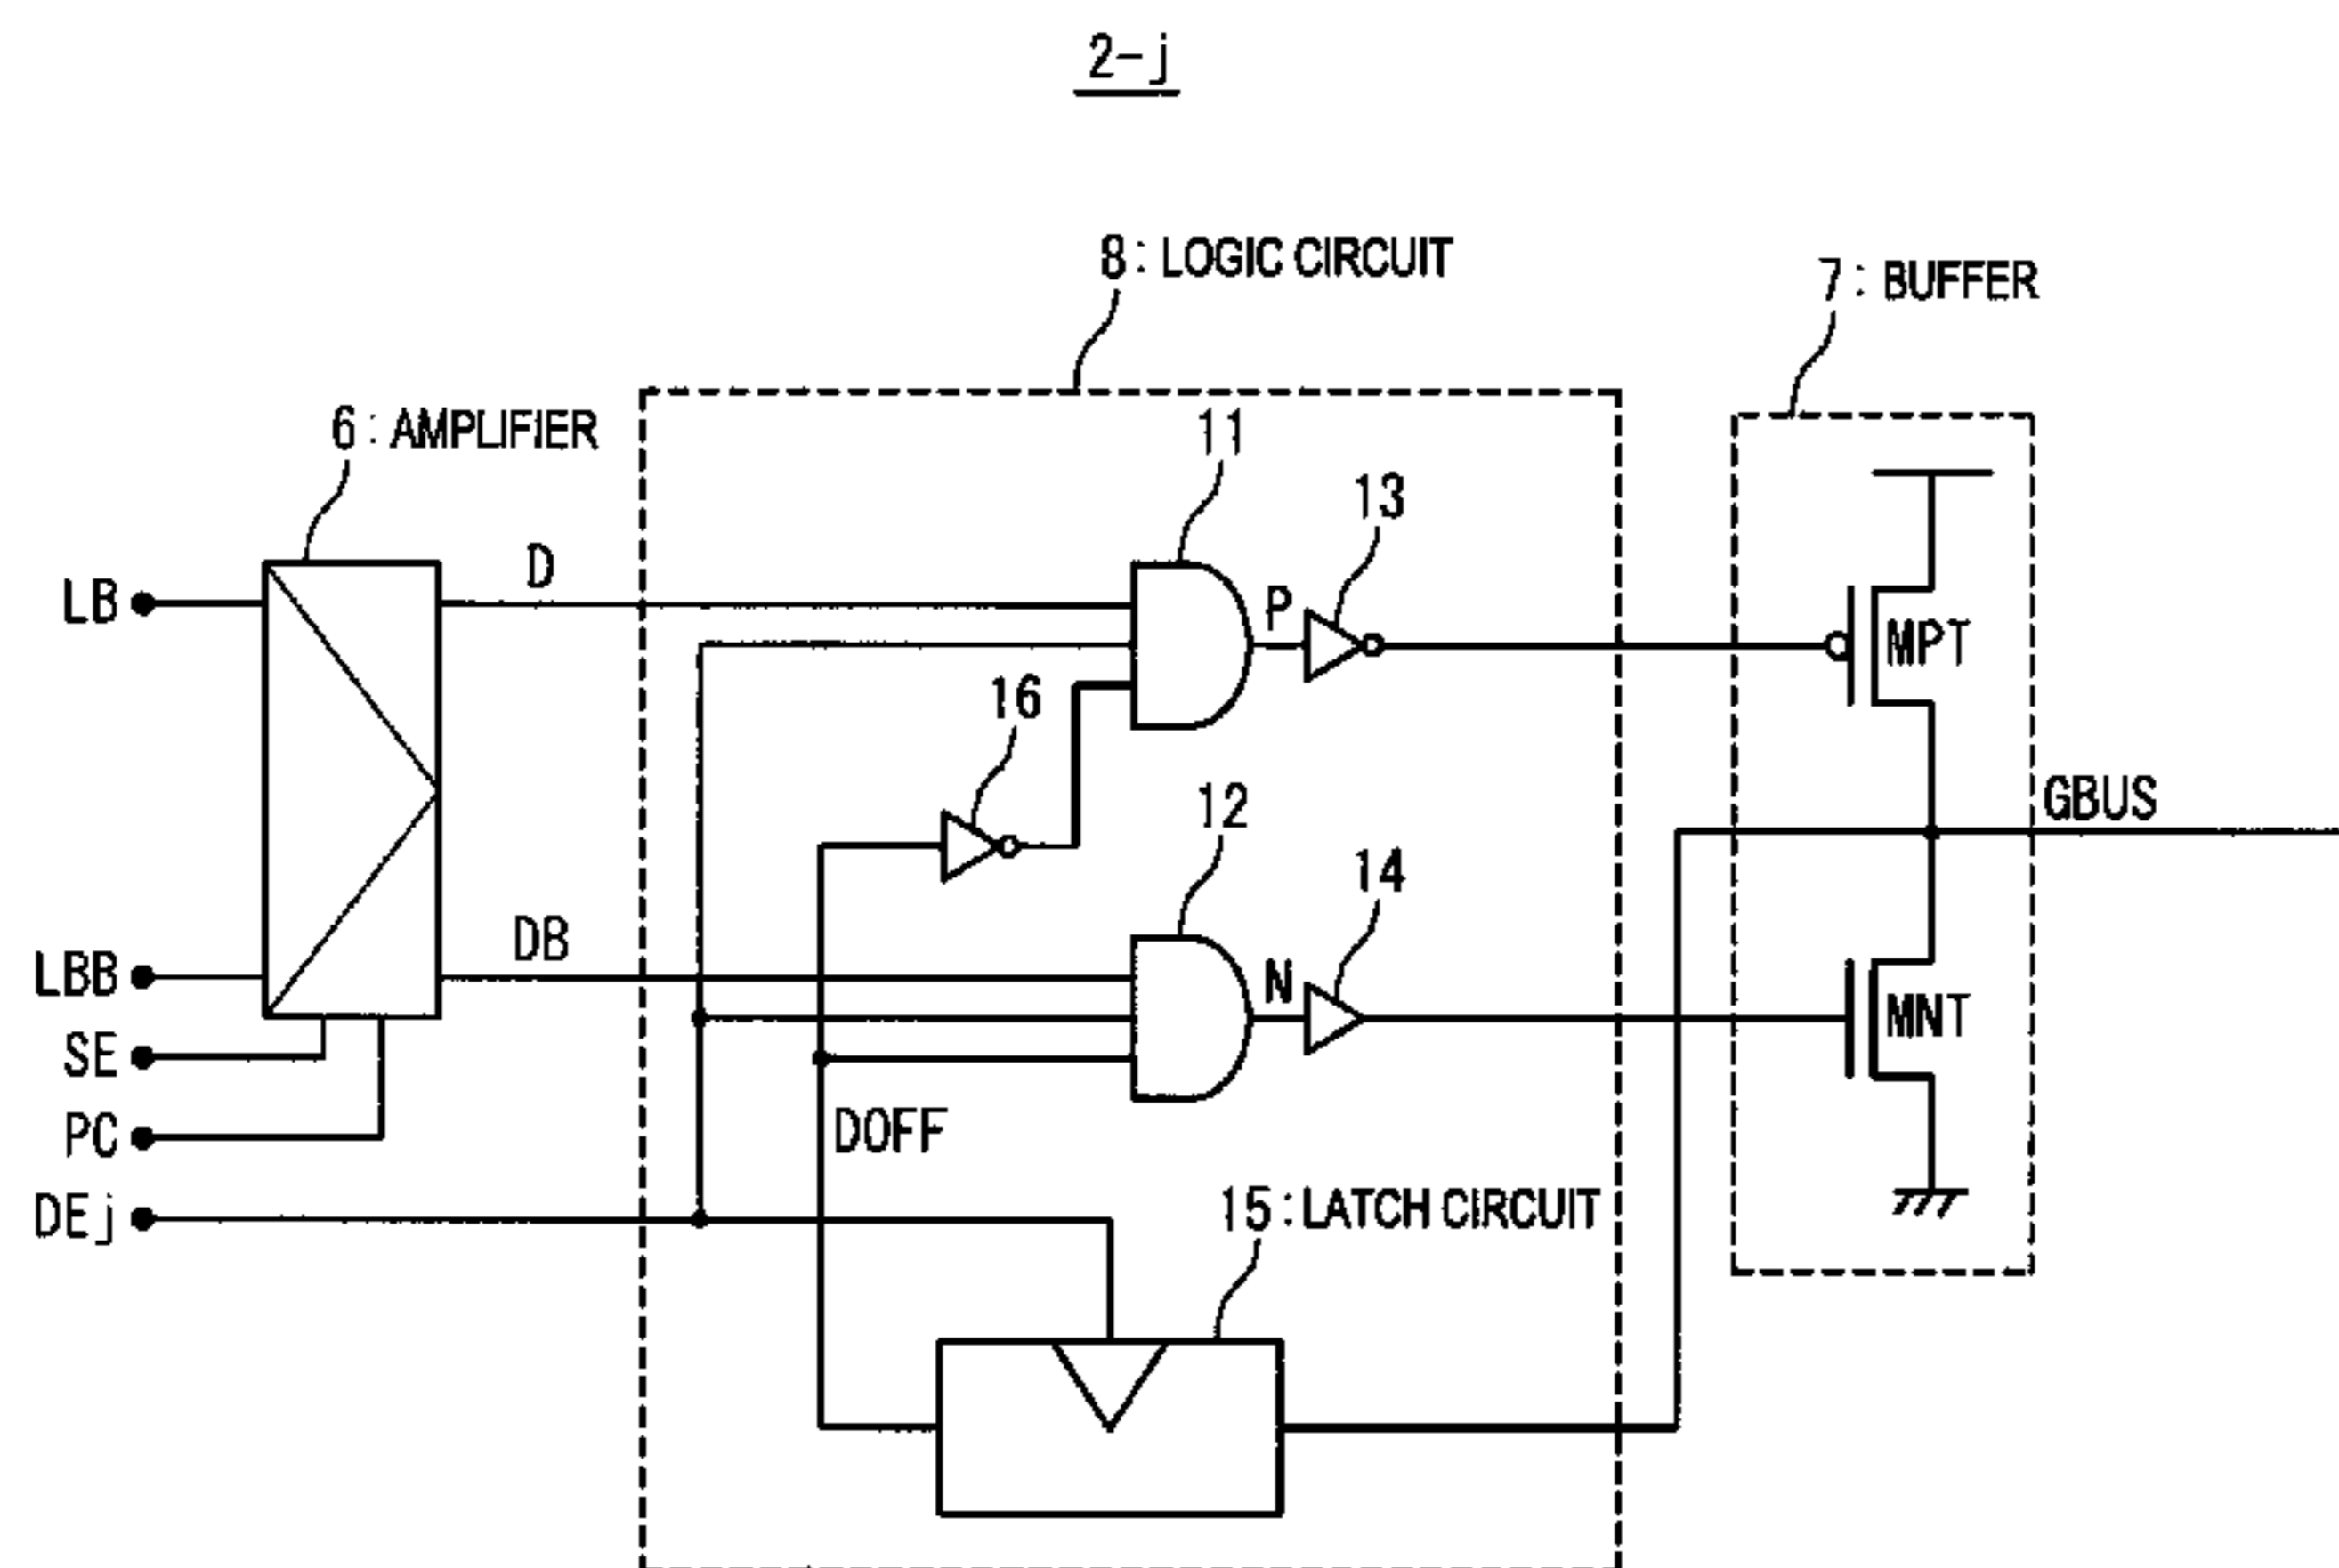 2-j
8: LOGIC CIRCUIT
7: BUFFER
6: AMPLIFIER
11
13
D
LB
P
MPT
16
12
GBUS
14
DB
LBB
N
MNT
SE
PC
DOFF
DEj
15: LATCH CIRCUIT